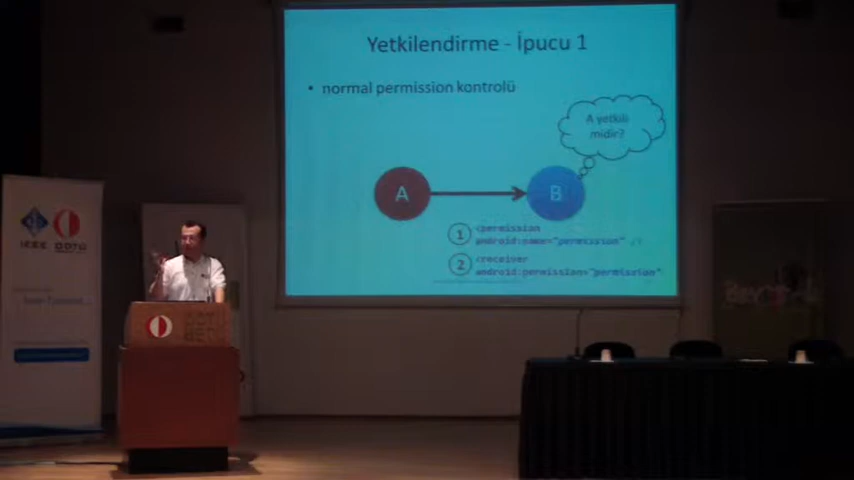 Yetkilendirme - İpucu 1
• normal permission kontrolü
A yetkili
midir?
A
B
1
<permission
android:name="permission" />
2
<receiver
android:permission="permission"
IEEE
ODTÜ